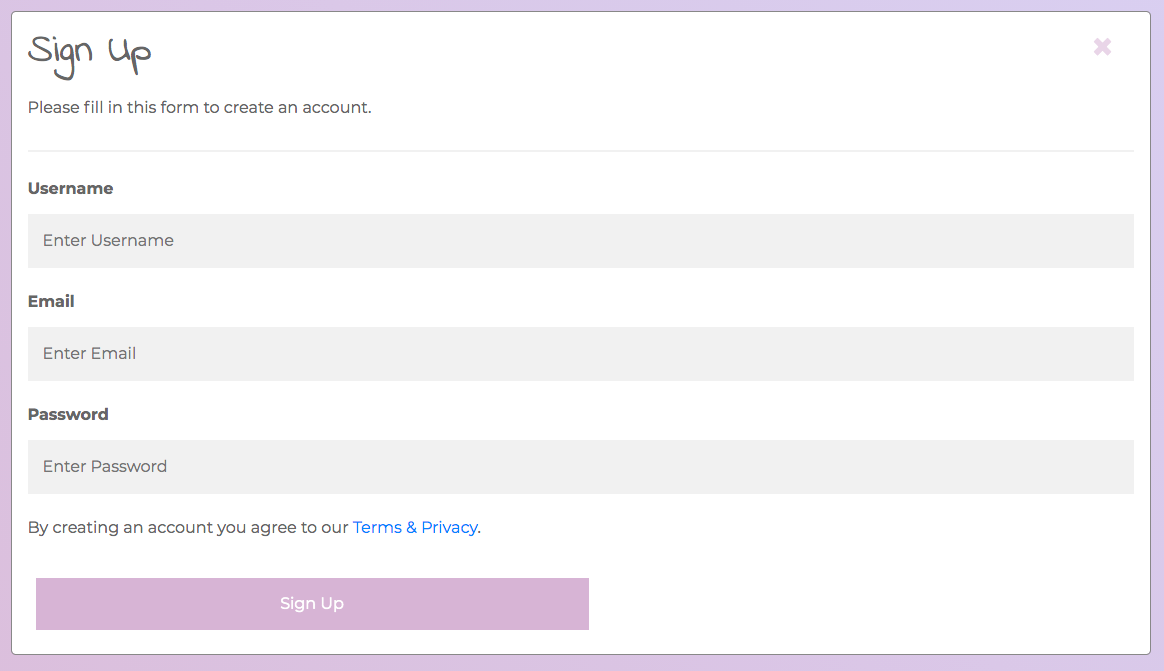 Sign Up
✖
Please fill in this form to create an account.
Username
Enter Username
Email
Enter Email
Password
Enter Password
By creating an account you agree to our Terms & Privacy.
Sign Up